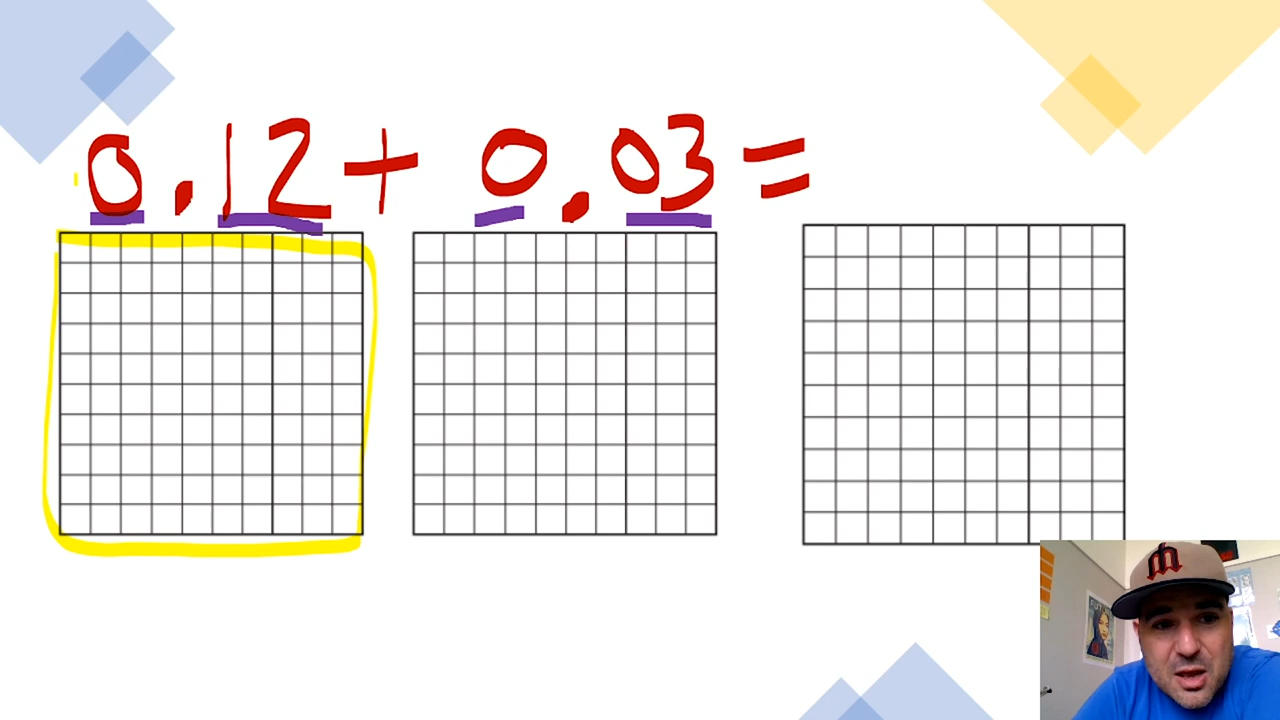 0.12 + 0.03 =